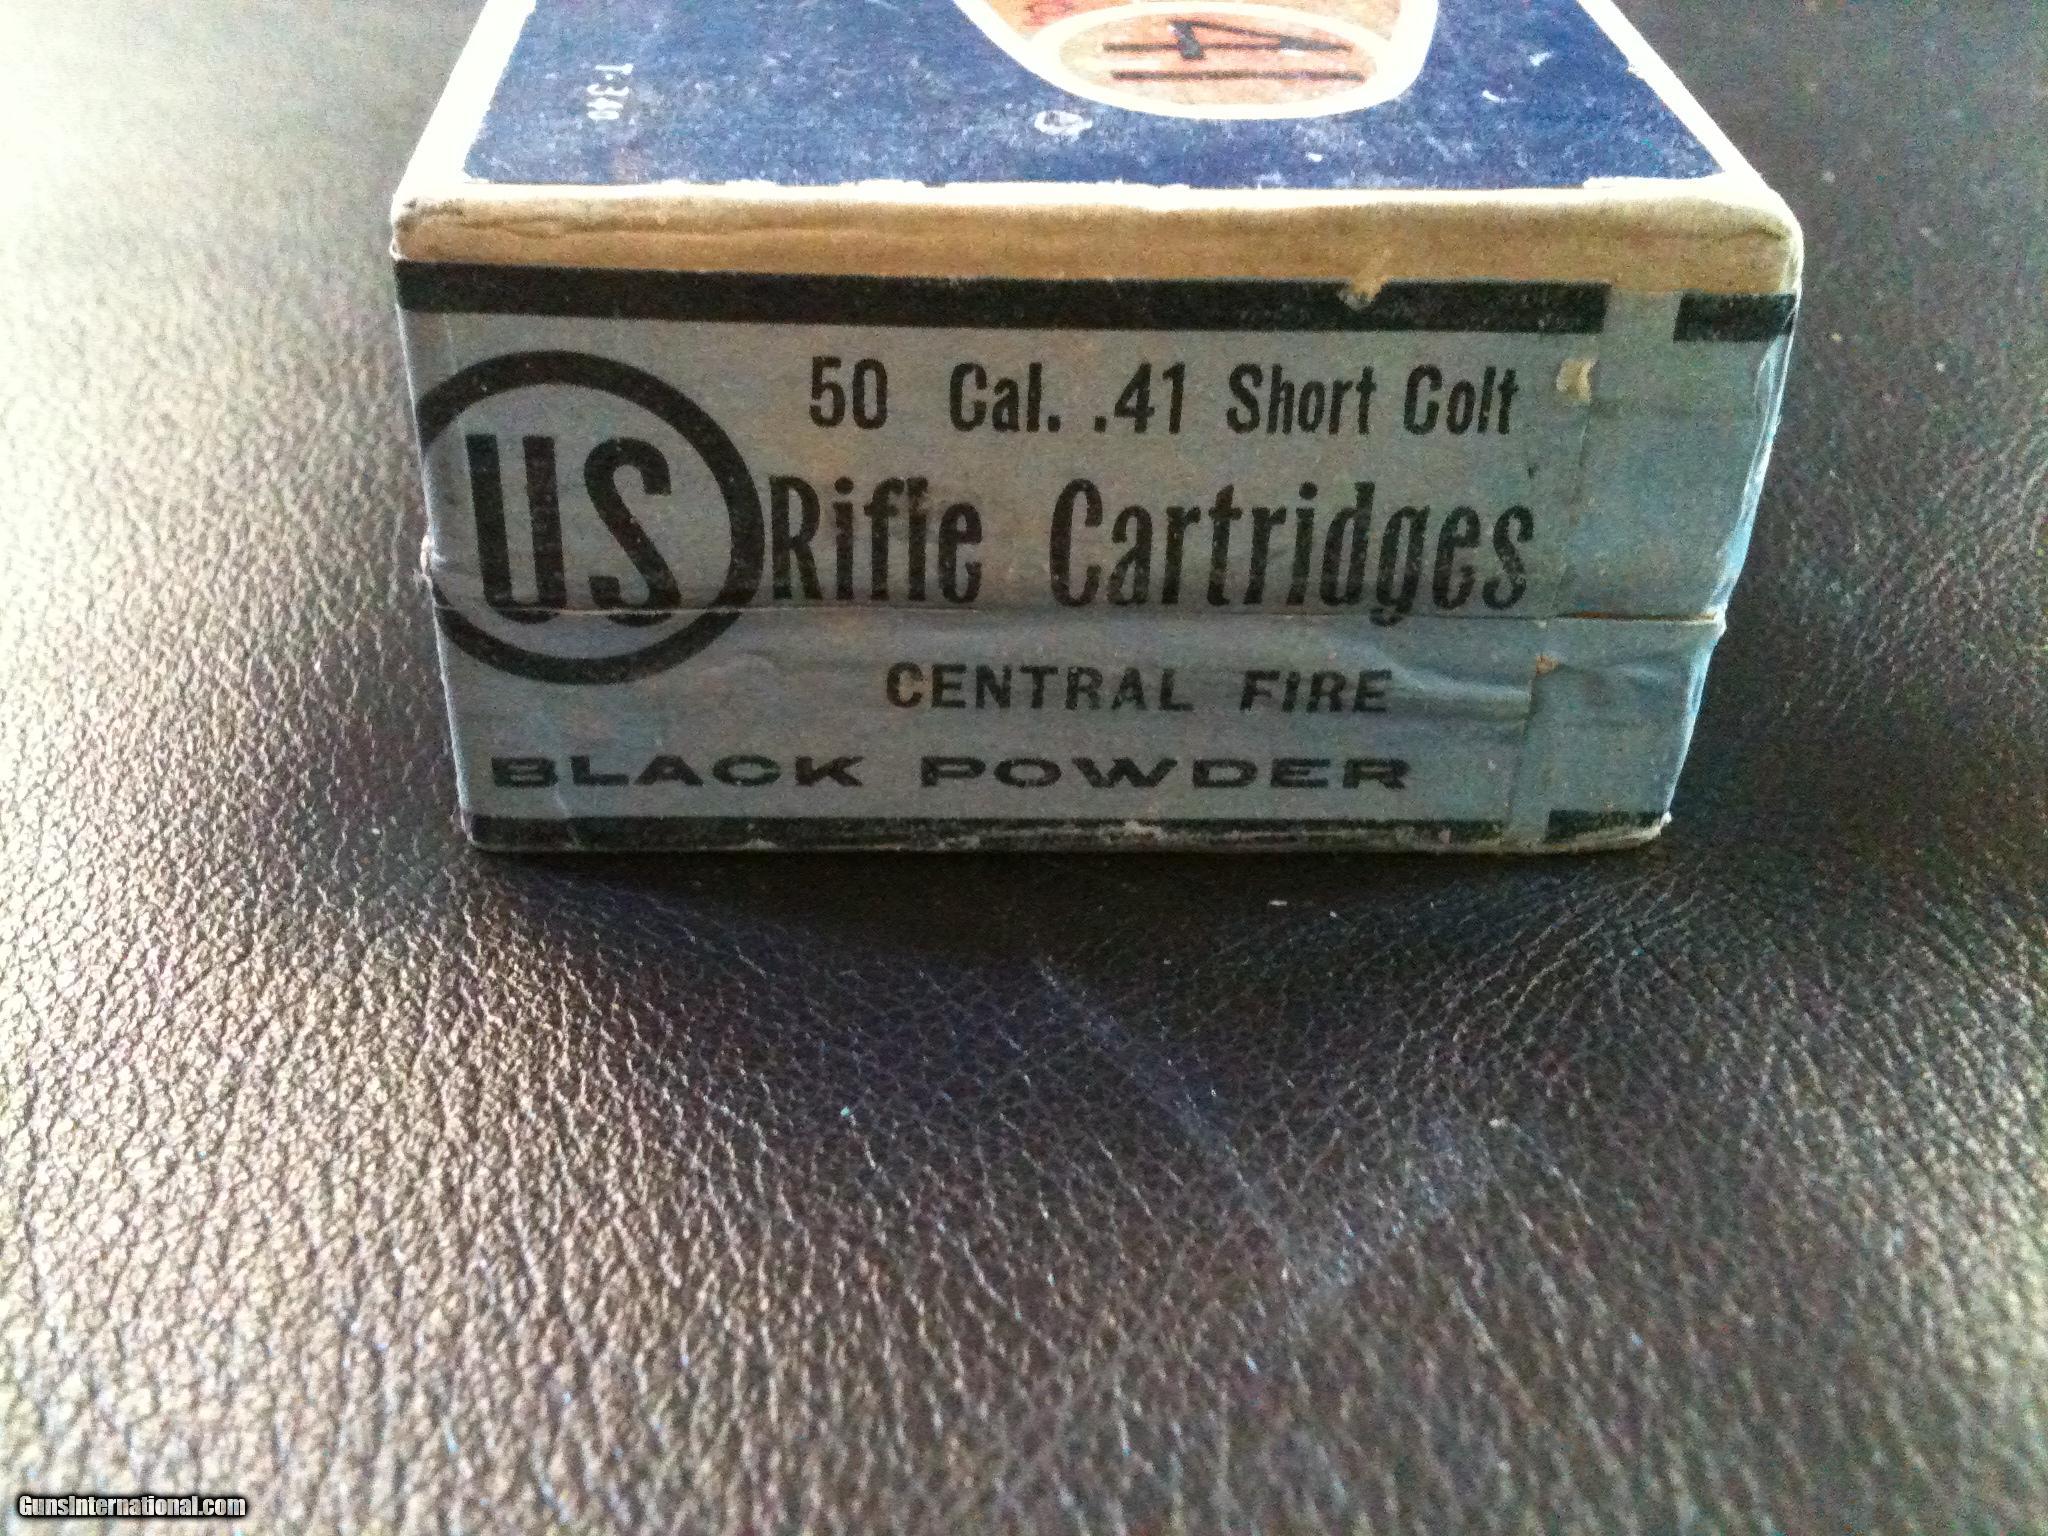 T-340
50 Cal. .41 Short Colt
US Rifle Cartridges
CENTRAL FIRE
BLACK POWDER
GunsInternational.com